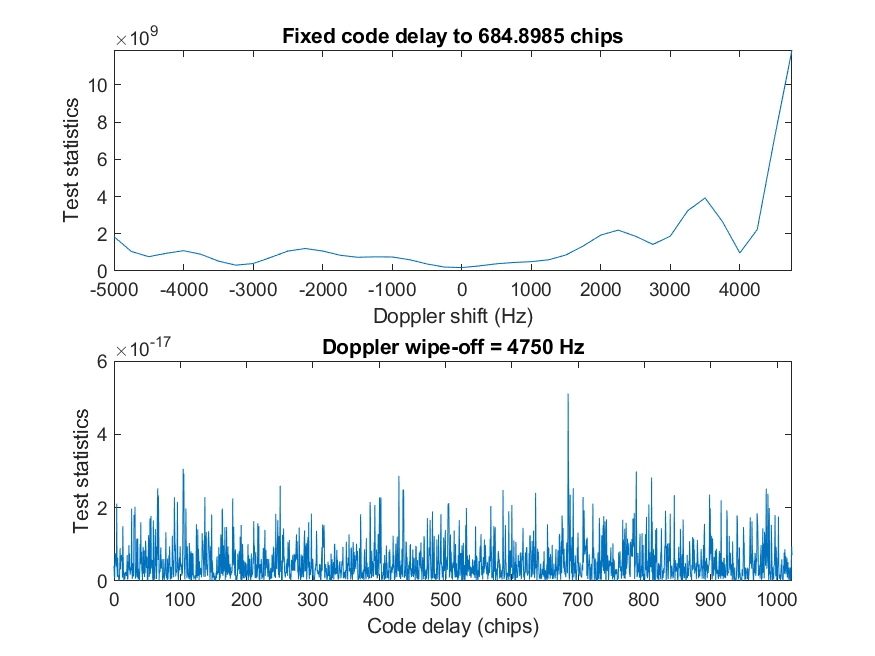 ×10^9
Fixed code delay to 684.8985 chips
10
8
6
4
2
0
Test statistics
-5000 -4000 -3000 -2000 -1000 0 1000 2000 3000 4000
Doppler shift (Hz)
×10^-17
Doppler wipe-off = 4750 Hz
6
4
2
0
Test statistics
0 100 200 300 400 500 600 700 800 900 1000
Code delay (chips)